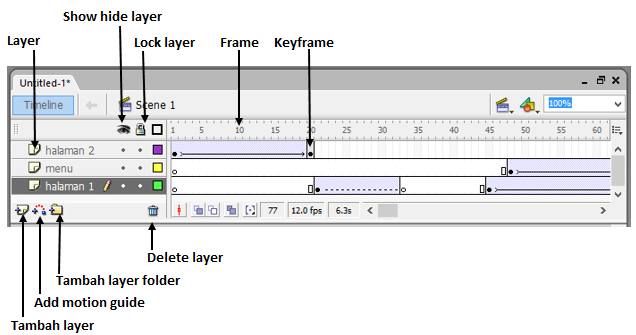 Show hide layer
Layer
Lock layer
Frame
Keyframe
Untitled-1*
Timeline
Scene 1
100%
1 5 10 15 20 25 30 35 40 45 50 55 60
halaman 2
menu
halaman 1
77 12.0 fps 6.3s
Delete layer
Tambah layer folder
Add motion guide
Tambah layer